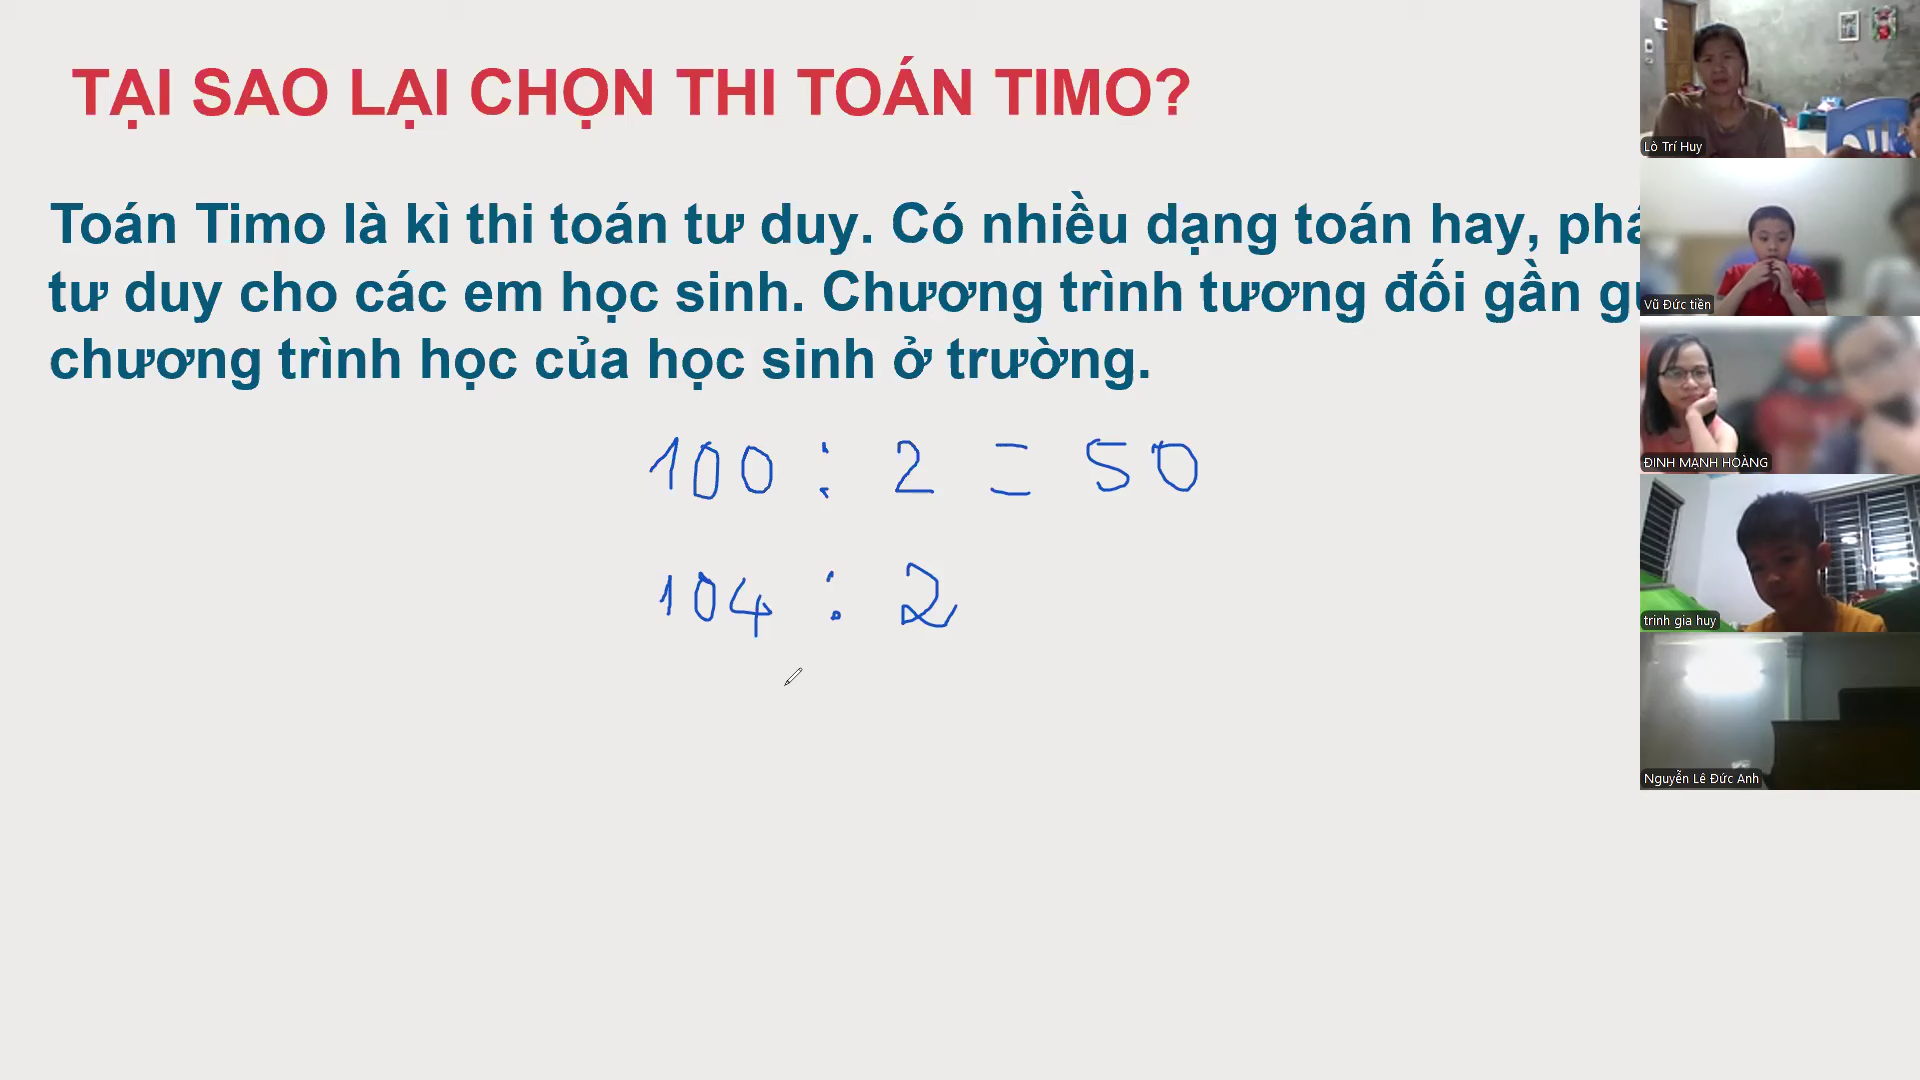 TẠI SAO LẠI CHỌN THI TOÁN TIMO?
Toán Timo là kì thi toán tư duy. Có nhiều dạng toán hay,
tư duy cho các em học sinh. Chương trình tương đối gần
chương trình học của học sinh ở trường.
100 : 2 = 50
104 : 2
Lò Trí Huy
Vũ Đức tiền
ĐINH MẠNH HOÀNG
trinh gia huy
Nguyễn Lê Đức Anh